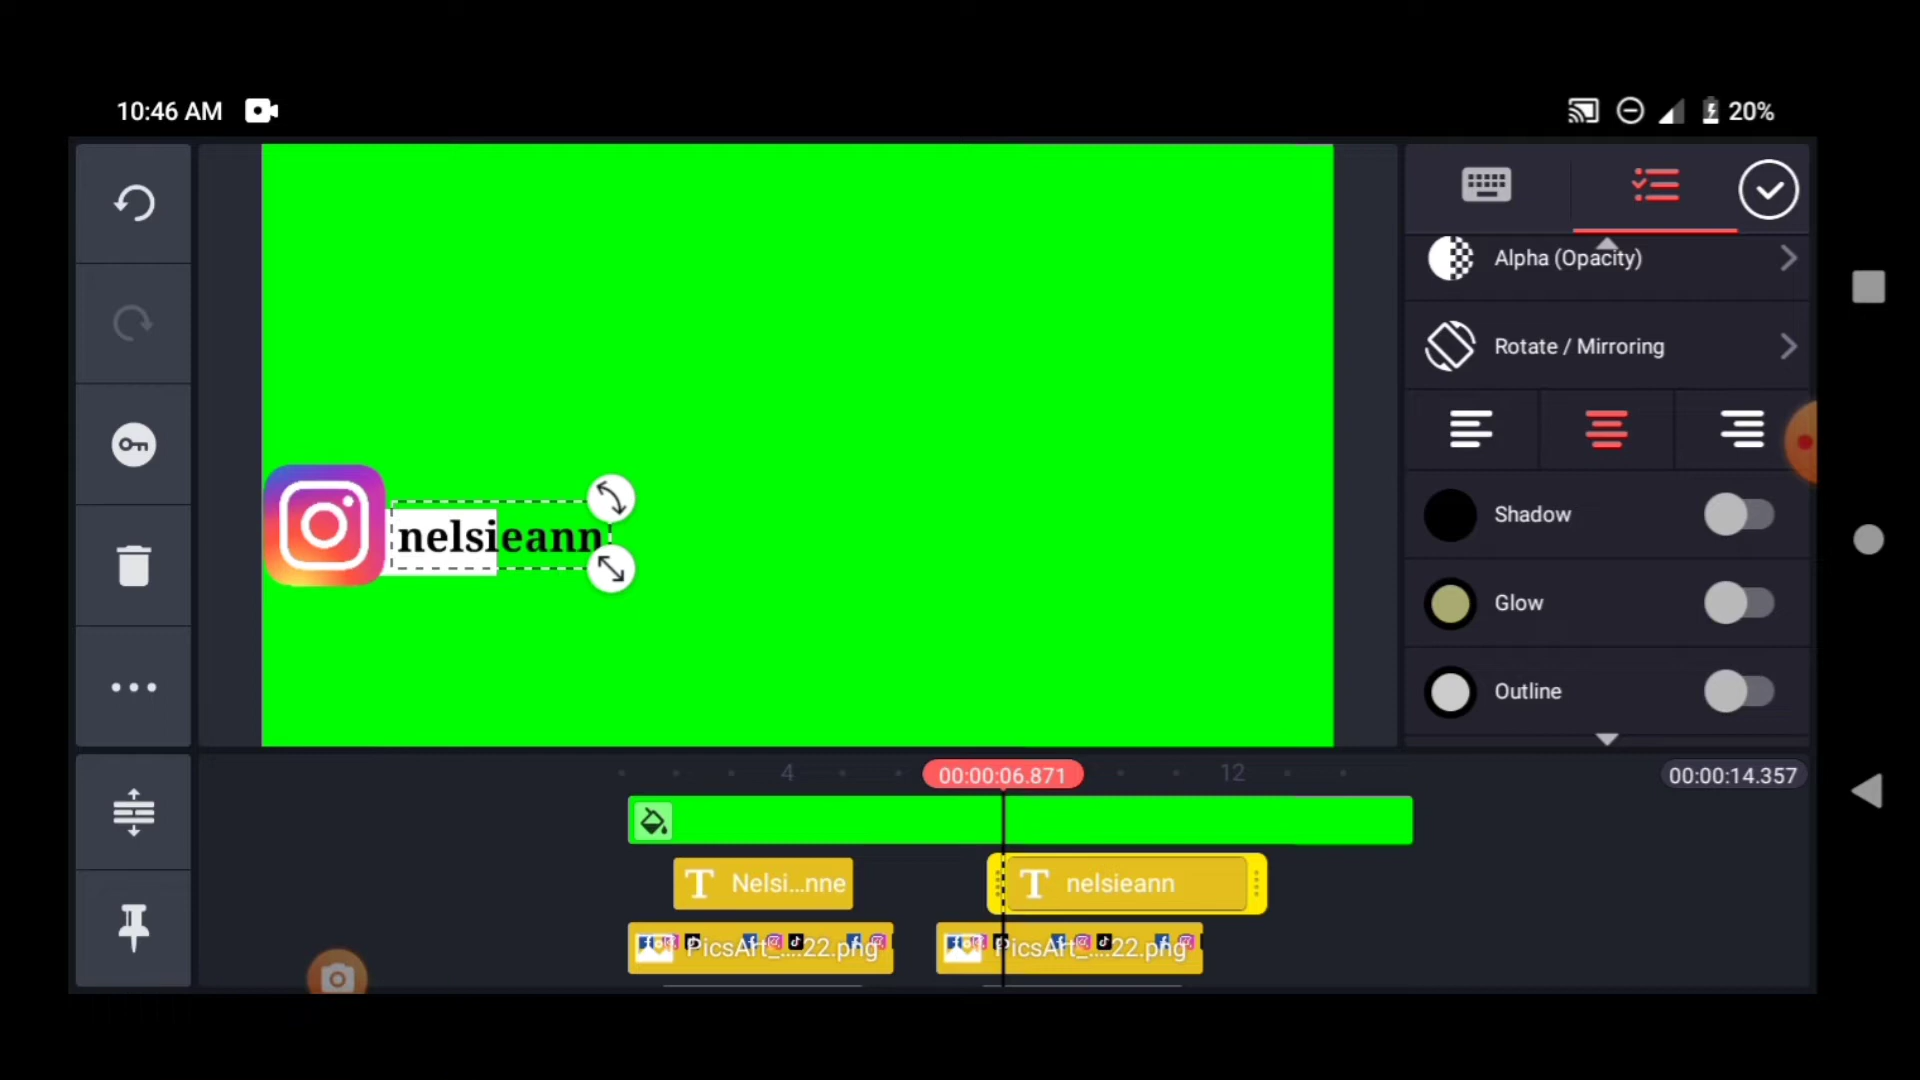 10:46 AM
20%
Alpha (Opacity)
Rotate / Mirroring
nelsieann
Shadow
Glow
Outline
4
00:00:06.871
12
00:00:14.357
T Nelsi...nne
T nelsieann
PicsArt_....22.png
PicsArt_....22.png